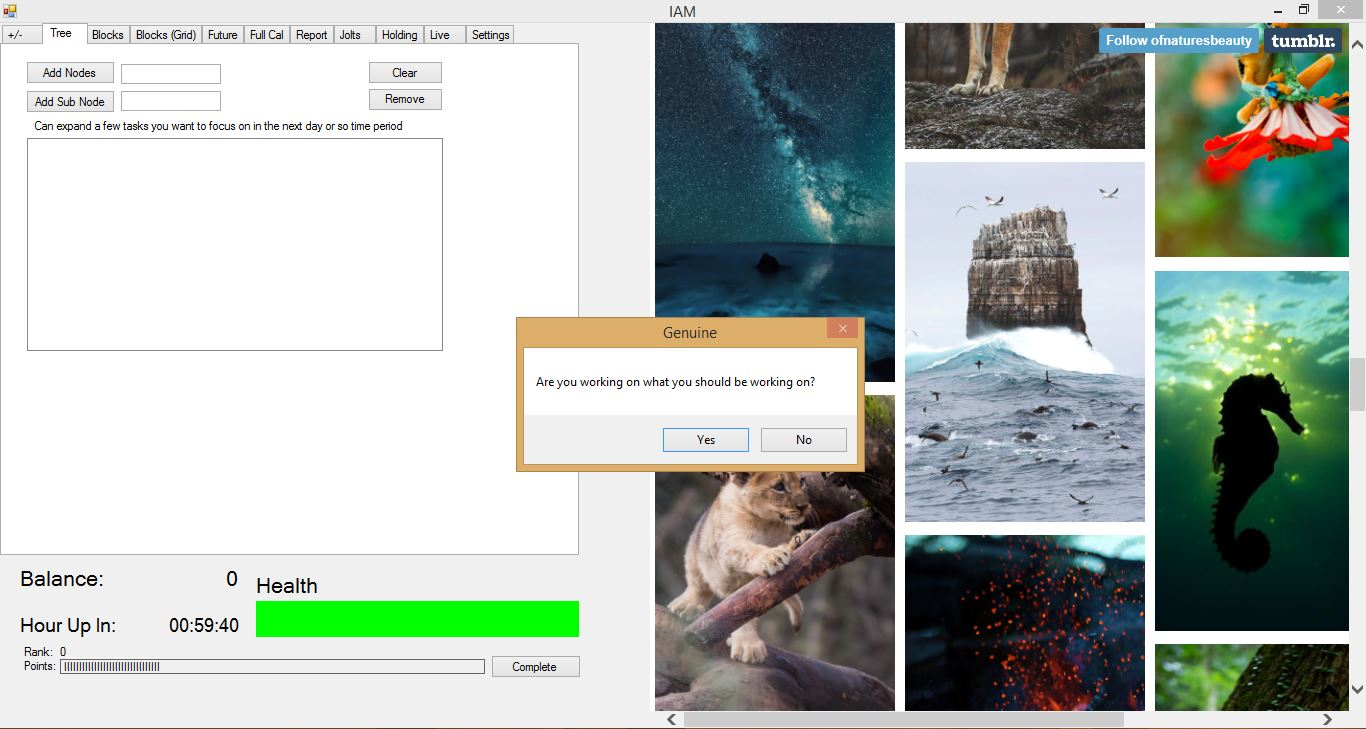 IAM
+/- Tree Blocks Blocks (Grid) Future Full Cal Report Jolts Holding Live Settings
Follow ofnaturesbeauty tumblr.
Add Nodes Clear
Add Sub Node Remove
Can expand a few tasks you want to focus on in the next day or so time period
Genuine
Are you working on what you should be working on?
Yes No
Balance: 0 Health
Hour Up In: 00:59:40
Rank: 0
Points: Complete